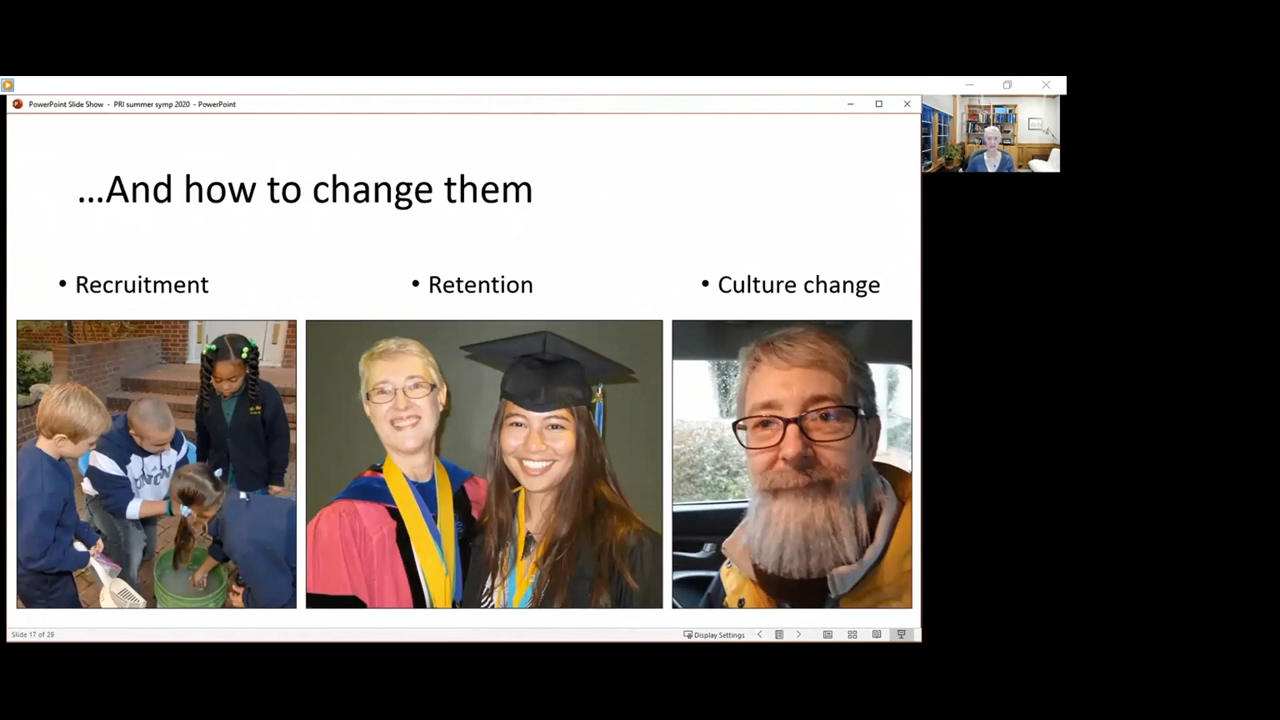 PowerPoint Slide Show - PRI summer symp 2020 - PowerPoint
...And how to change them
• Recruitment
• Retention
• Culture change
Slide 17 of 29
Display Settings